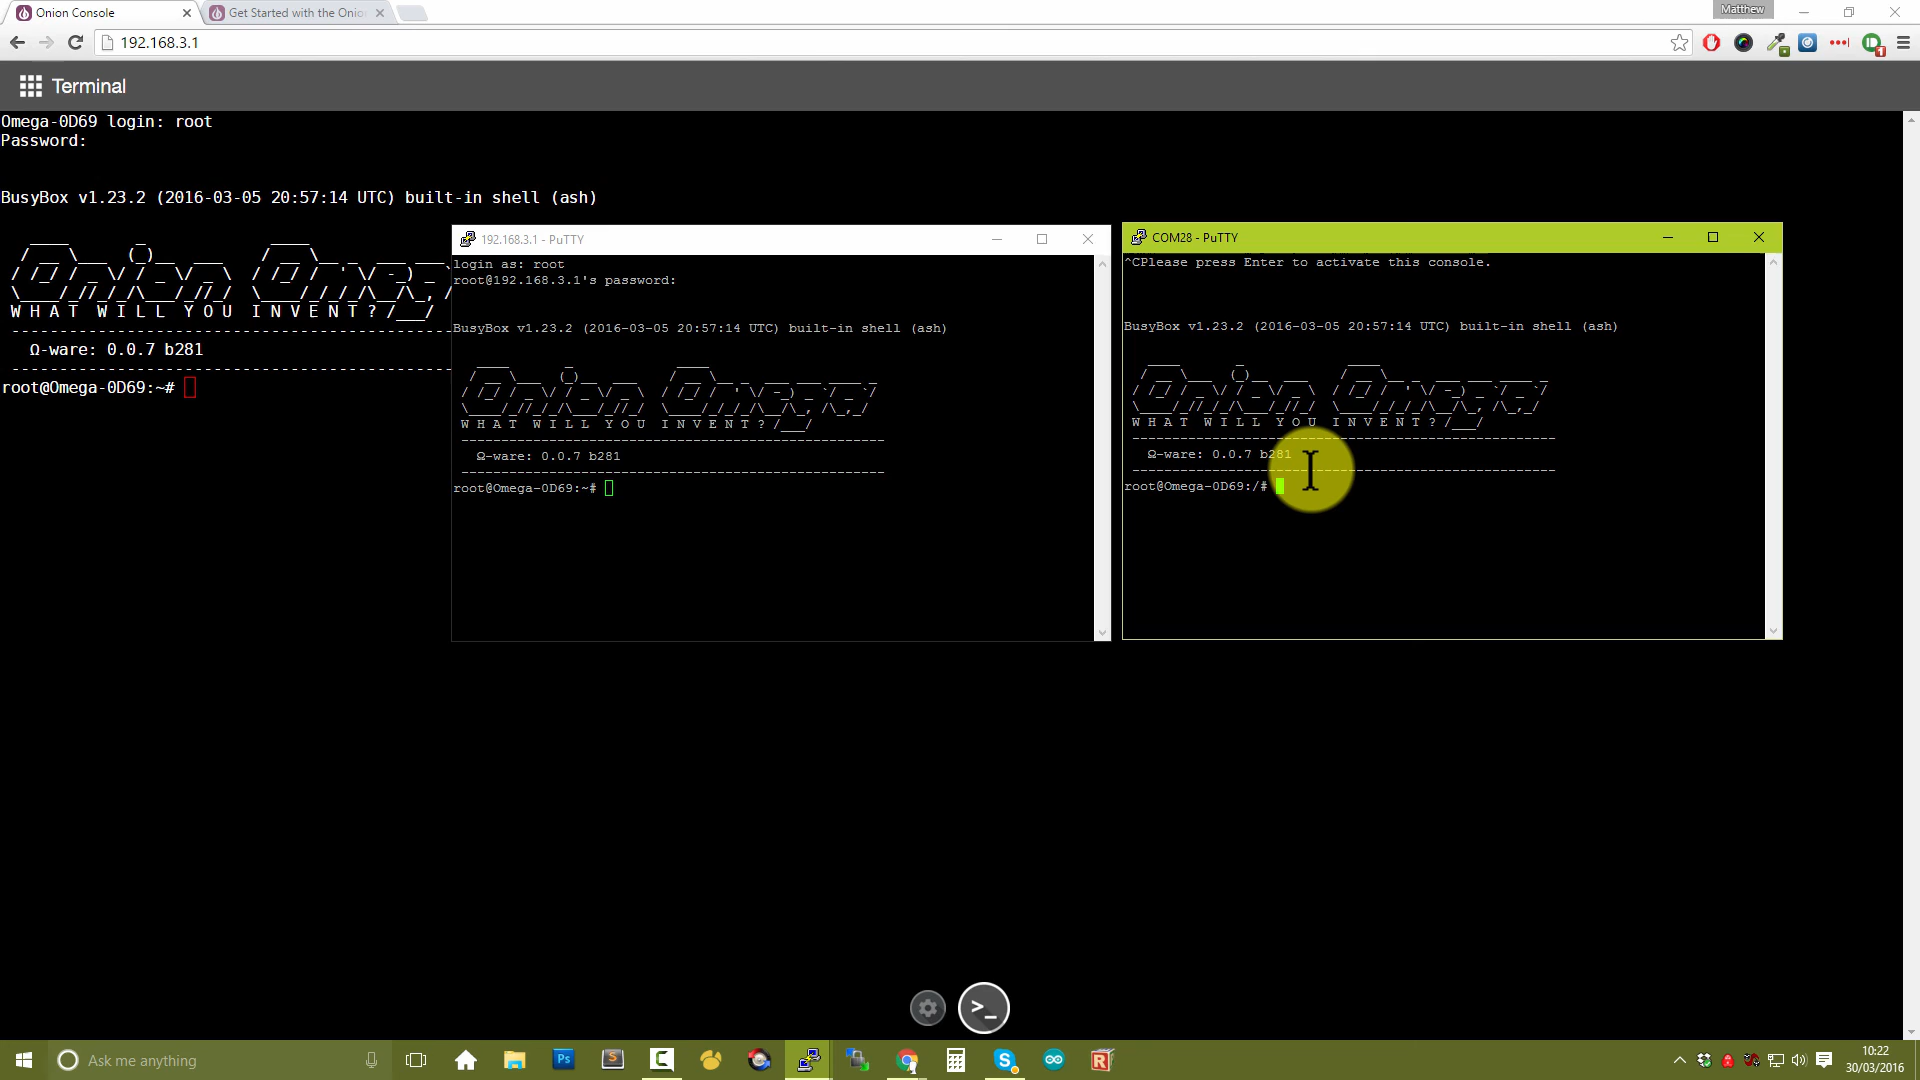 Onion Console
Get Started with the Onio
Matthew
192.168.3.1
Terminal
Omega-0D69 login: root
Password:
BusyBox v1.23.2 (2016-03-05 20:57:14 UTC) built-in shell (ash)
W H A T W I L L Y O U I N V E N T ?
Ω-ware: 0.0.7 b281
root@Omega-0D69:~#
192.168.3.1 - PuTTY
login as: root
root@192.168.3.1's password:
BusyBox v1.23.2 (2016-03-05 20:57:14 UTC) built-in shell (ash)
Onion Omega
W H A T W I L L Y O U I N V E N T ?
Ω-ware: 0.0.7 b281
root@Omega-0D69:~#
COM28 - PuTTY
^CPlease press Enter to activate this console.
BusyBox v1.23.2 (2016-03-05 20:57:14 UTC) built-in shell (ash)
Onion Omega
W H A T W I L L Y O U I N V E N T ?
Ω-ware: 0.0.7 b281
root@Omega-0D69:/#
>_
Ask me anything
Ps
10:22
30/03/2016